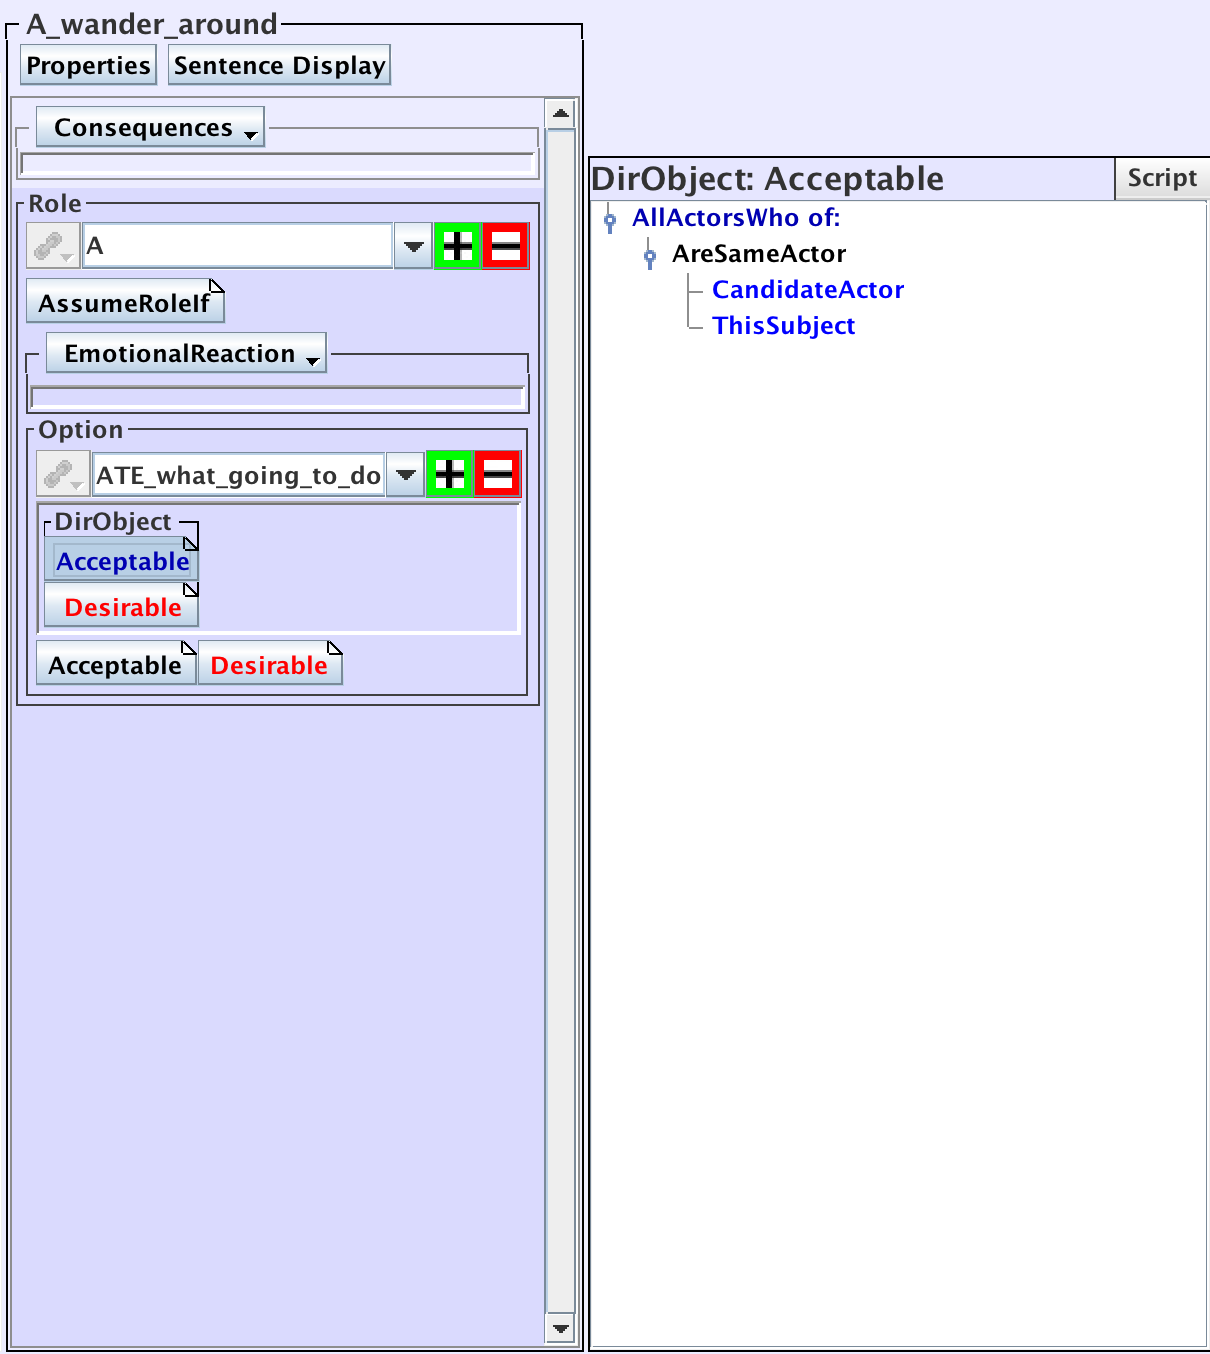 A_wander_around
Properties
Sentence Display
Consequences
Role
A
AssumeRoleIf
EmotionalReaction
Option
ATE_what_going_to_do
DirObject
Acceptable
Desirable
Acceptable
Desirable
DirObject: Acceptable
Script
AllActorsWho of:
AreSameActor
CandidateActor
ThisSubject